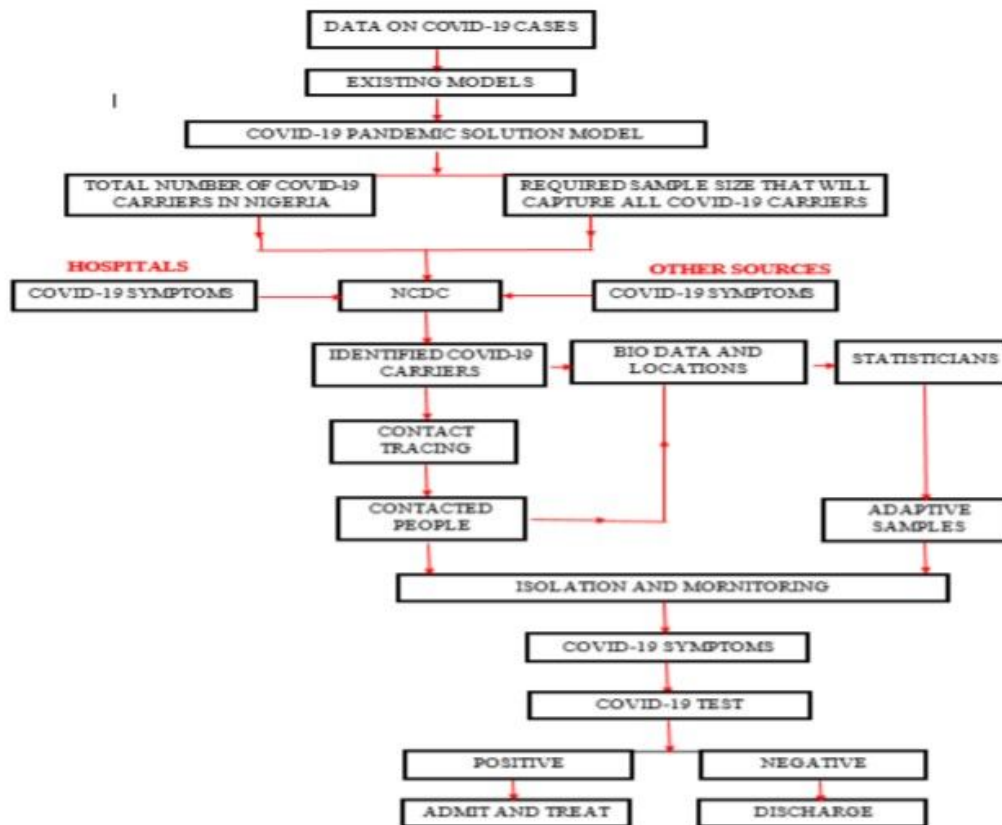 DATA ON COVID-19 CASES
EXISTING MODELS
COVID-19 PANDEMIC SOLUTION MODEL
TOTAL NUMBER OF COVID-19
CARRIERS IN NIGERIA
REQUIRED SAMPLE SIZE THAT WILL
CAPTURE ALL COVID-19 CARRIERS
HOSPITALS
OTHER SOURCES
COVID-19 SYMPTOMS
NCDC
COVID-19 SYMPTOMS
IDENTIFIED COVID-19
CARRIERS
BIO DATA AND
LOCATIONS
STATISTICIANS
CONTACT
TRACING
CONTACTED
PEOPLE
ADAPTIVE
SAMPLES
ISOLATION AND MORNITORING
COVID-19 SYMPTOMS
COVID-19 TEST
POSITIVE
NEGATIVE
ADMIT AND TREAT
DISCHARGE